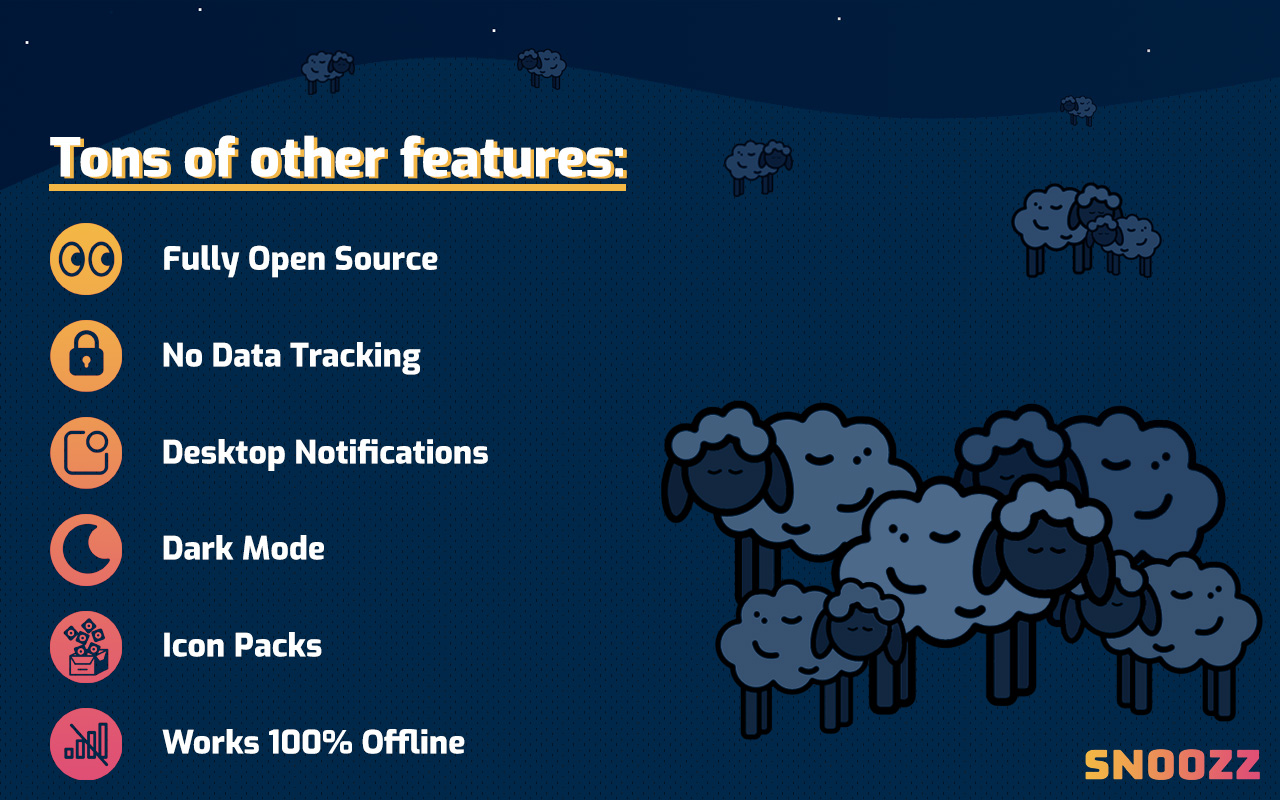 Tons of other features:
Fully Open Source
No Data Tracking
Desktop Notifications
Dark Mode
Icon Packs
Works 100% Offline
SNOOZZ